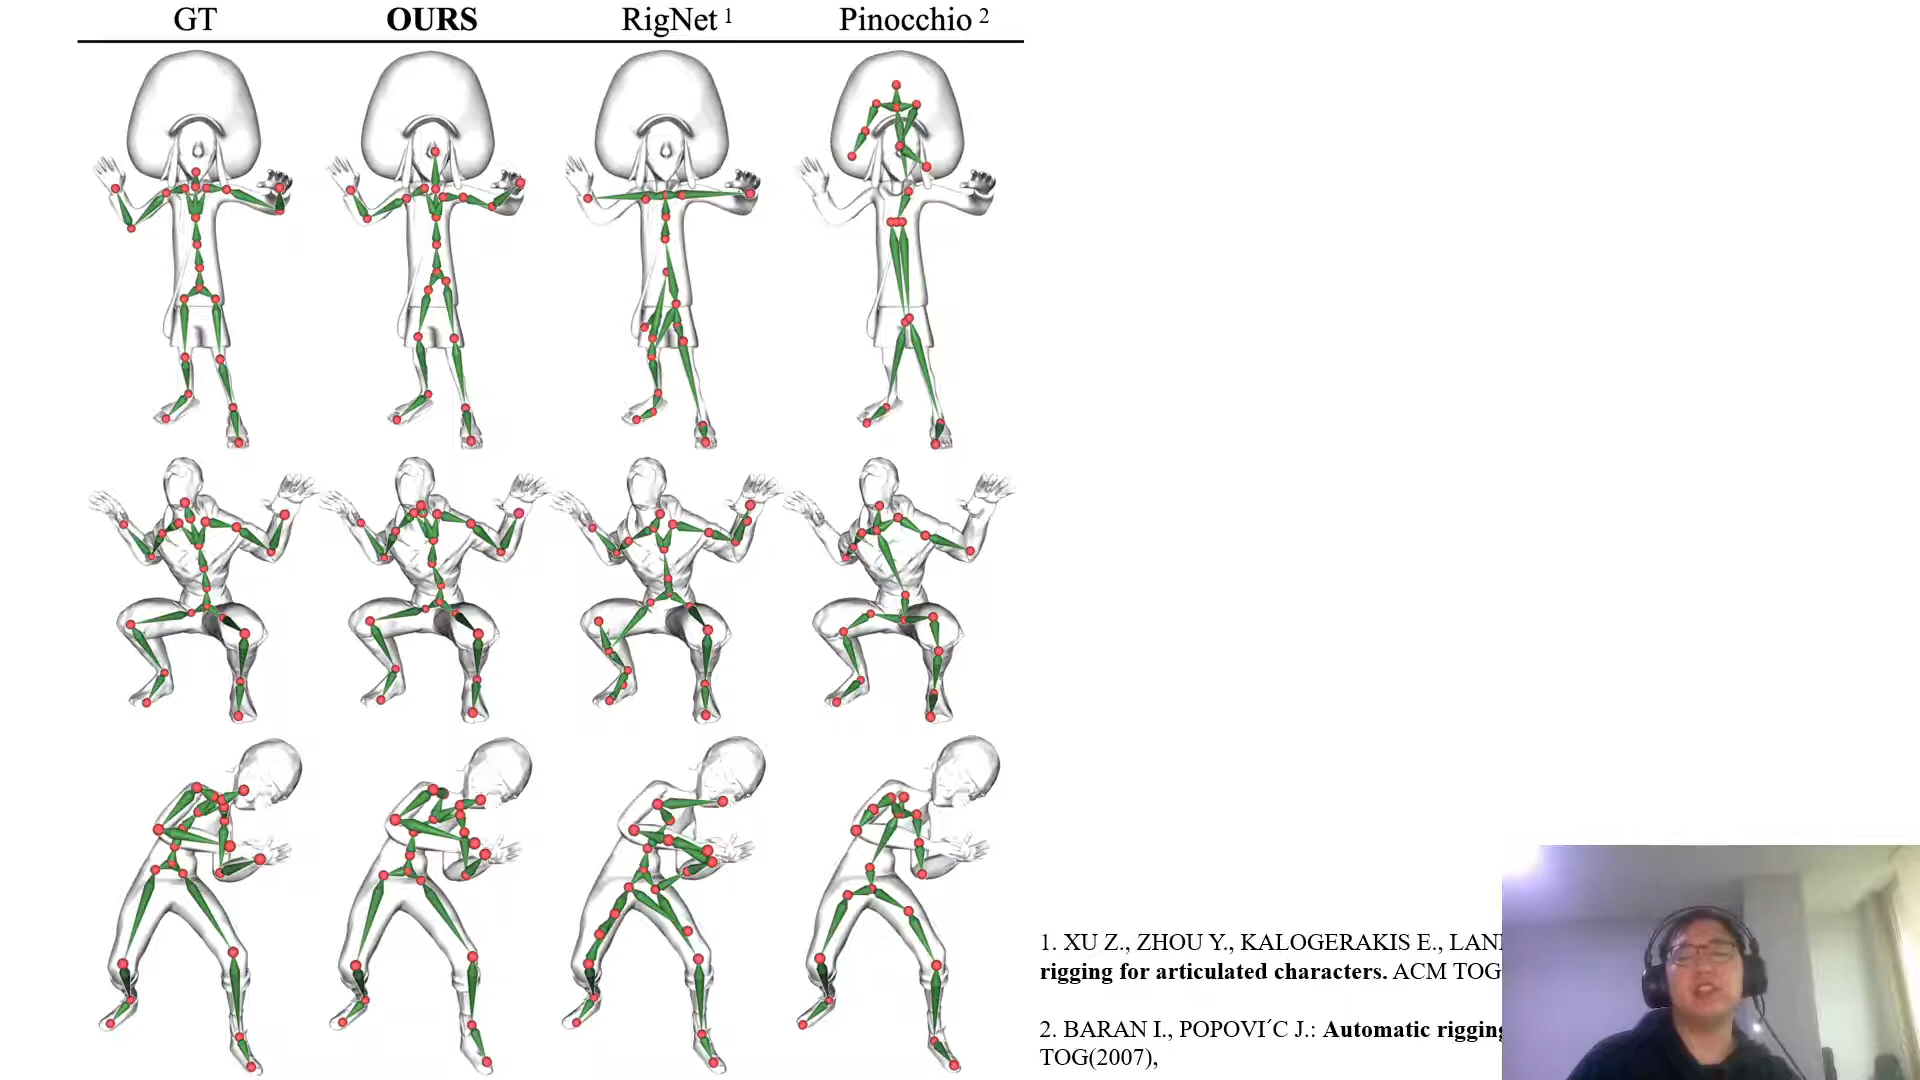 GT OURS RigNet 1 Pinocchio 2
1. XU Z., ZHOU Y., KALOGERAKIS E.,
rigging for articulated characters. ACM TOG
2. BARAN I., POPOVI´C J.: Automatic rigging
TOG(2007),